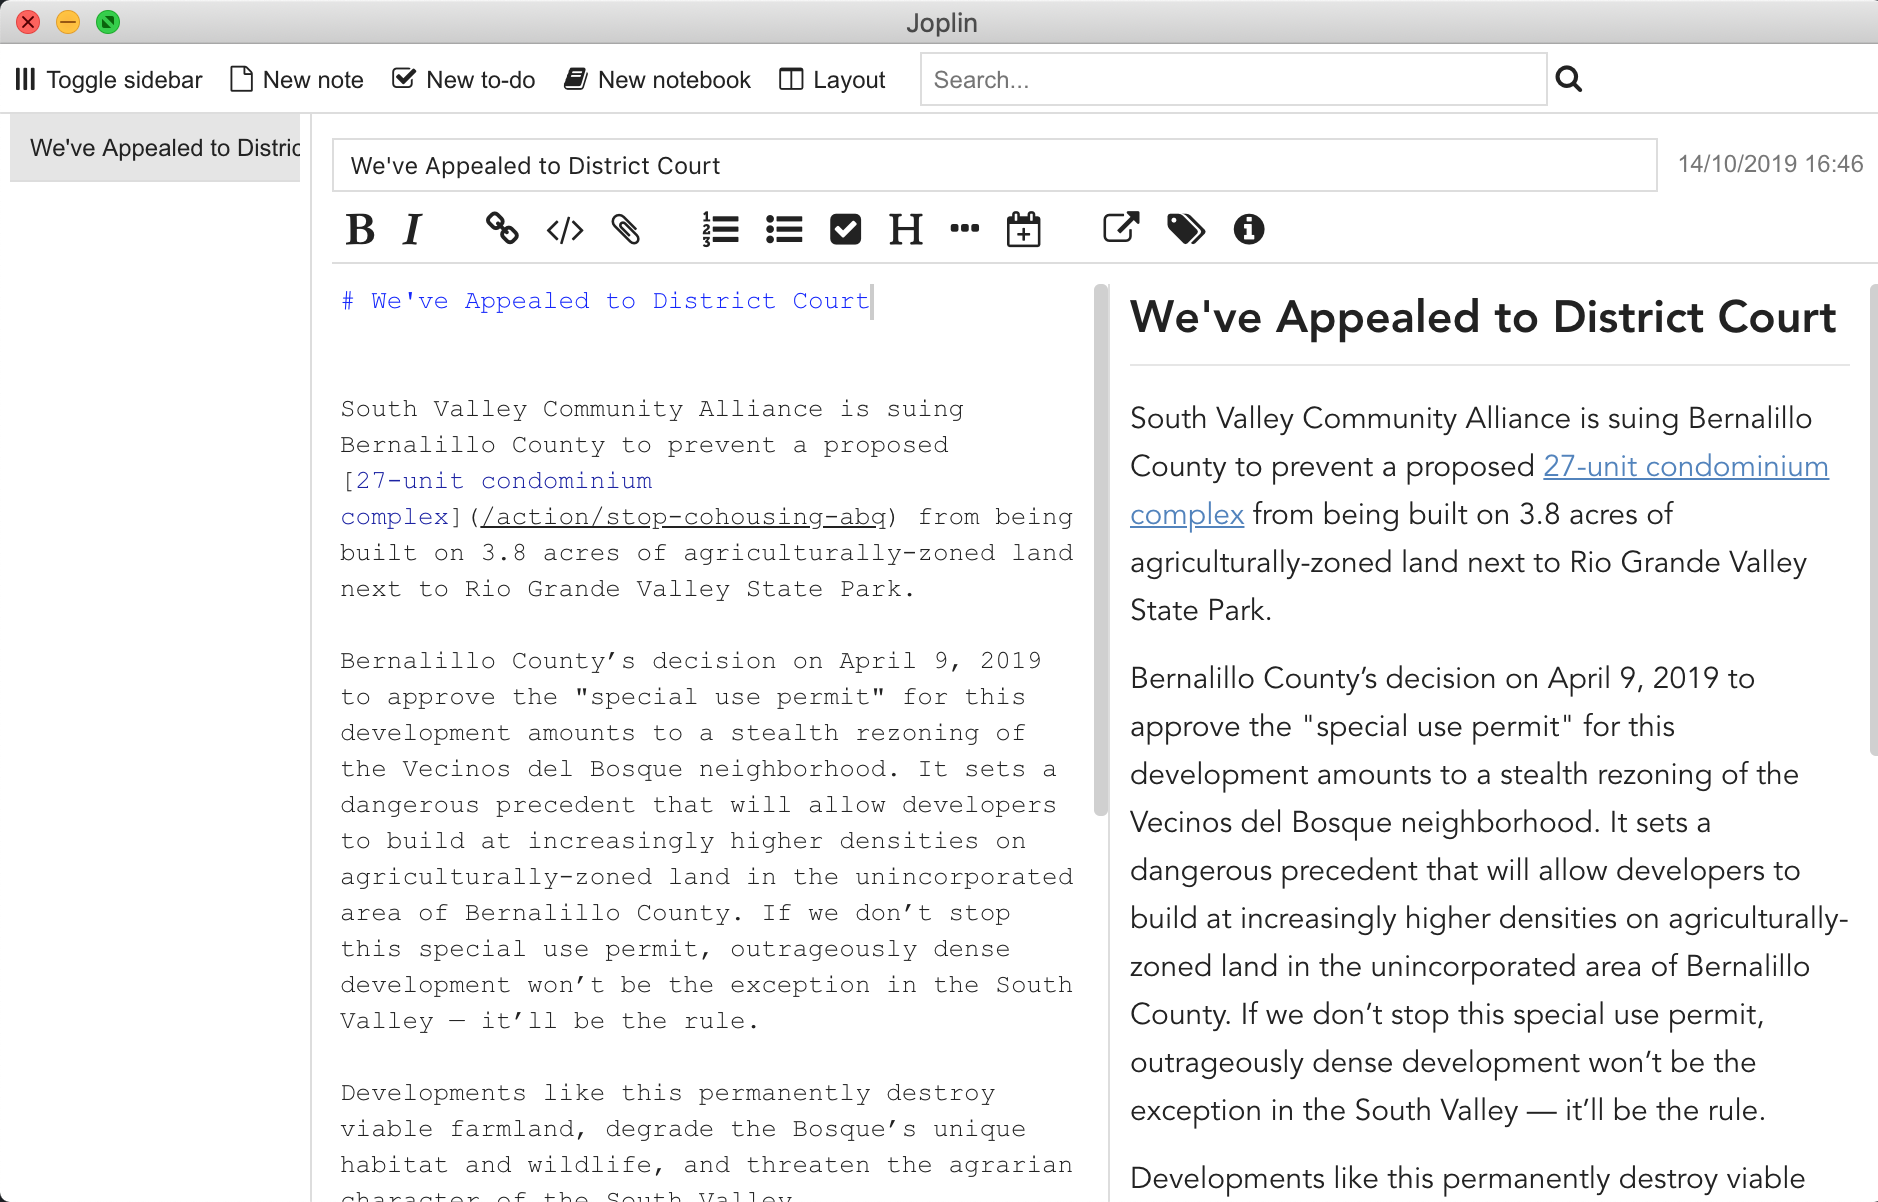 Joplin
Toggle sidebar New note New to-do New notebook Layout Search...
We've Appealed to Distric
We've Appealed to District Court
14/10/2019 16:46
# We've Appealed to District Court
South Valley Community Alliance is suing
Bernalillo County to prevent a proposed
[27-unit condominium
complex](/action/stop-cohousing-abq) from being
built on 3.8 acres of agriculturally-zoned land
next to Rio Grande Valley State Park.
Bernalillo County’s decision on April 9, 2019
to approve the "special use permit" for this
development amounts to a stealth rezoning of
the Vecinos del Bosque neighborhood. It sets a
dangerous precedent that will allow developers
to build at increasingly higher densities on
agriculturally-zoned land in the unincorporated
area of Bernalillo County. If we don’t stop
this special use permit, outrageously dense
development won’t be the exception in the South
Valley — it’ll be the rule.
Developments like this permanently destroy
viable farmland, degrade the Bosque’s unique
habitat and wildlife, and threaten the agrarian
character of the South Valley.
We've Appealed to District Court
South Valley Community Alliance is suing Bernalillo
County to prevent a proposed 27-unit condominium
complex from being built on 3.8 acres of
agriculturally-zoned land next to Rio Grande Valley
State Park.
Bernalillo County’s decision on April 9, 2019 to
approve the "special use permit" for this
development amounts to a stealth rezoning of the
Vecinos del Bosque neighborhood. It sets a
dangerous precedent that will allow developers to
build at increasingly higher densities on agriculturally-
zoned land in the unincorporated area of Bernalillo
County. If we don’t stop this special use permit,
outrageously dense development won’t be the
exception in the South Valley — it’ll be the rule.
Developments like this permanently destroy viable